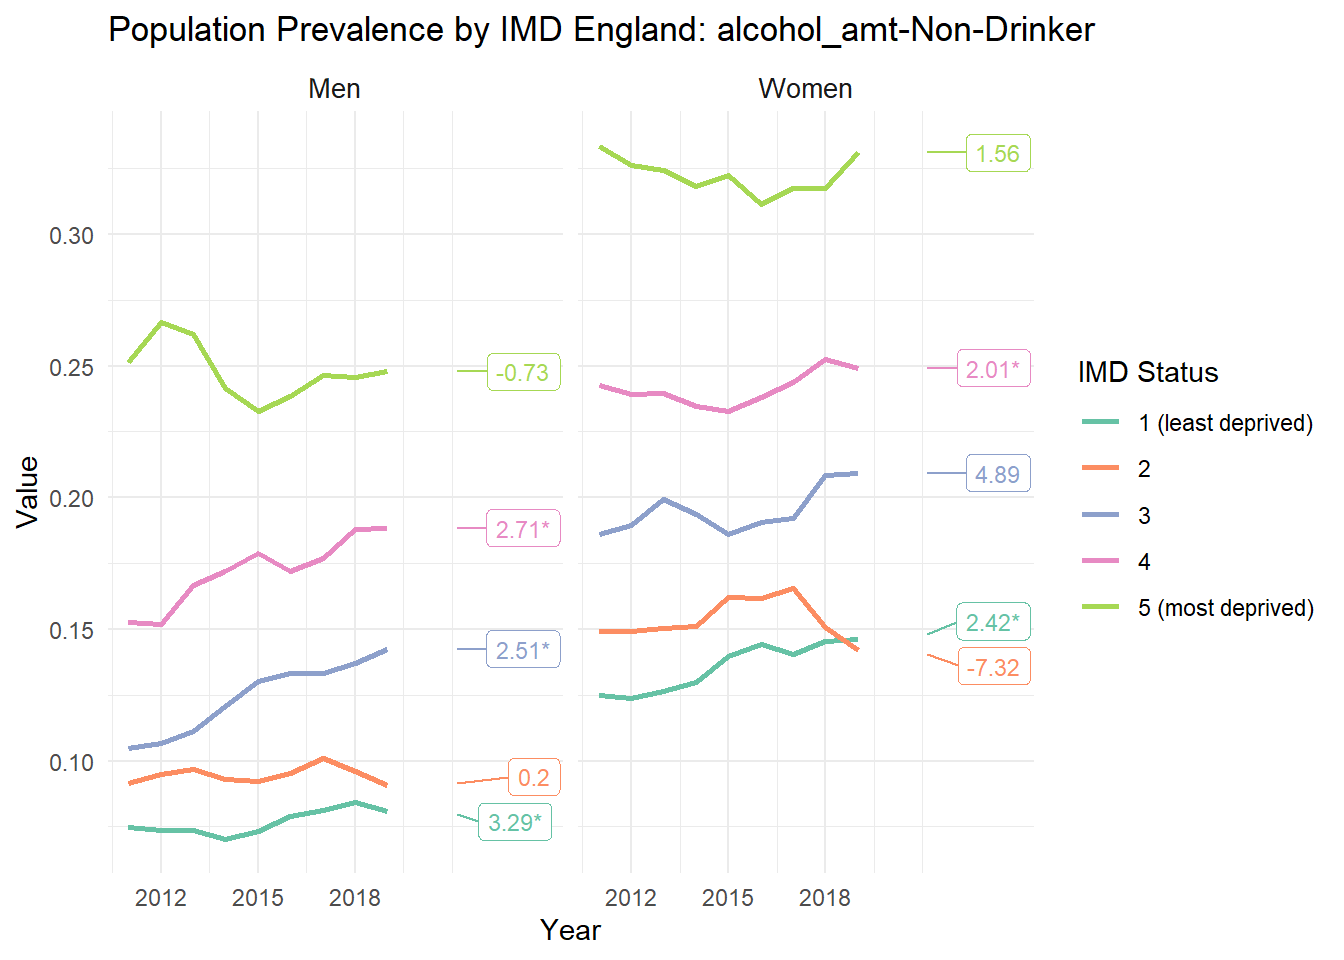 Population Prevalence by IMD England: alcohol_amt-Non-Drinker
Men
Women
Value
0.30
0.25
0.20
0.15
0.10
-0.73
2.71*
2.51*
0.2
3.29*
1.56
2.01*
4.89
2.42*
-7.32
2012 2015 2018
2012 2015 2018
Year
IMD Status
1 (least deprived)
2
3
4
5 (most deprived)